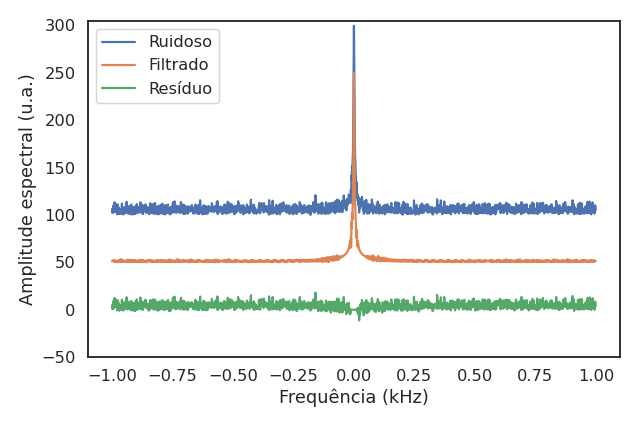 300
250
200
150
100
50
0
−50
Amplitude espectral (u.a.)
Ruidoso
Filtrado
Resíduo
−1.00 −0.75 −0.50 −0.25 0.00 0.25 0.50 0.75 1.00
Frequência (kHz)